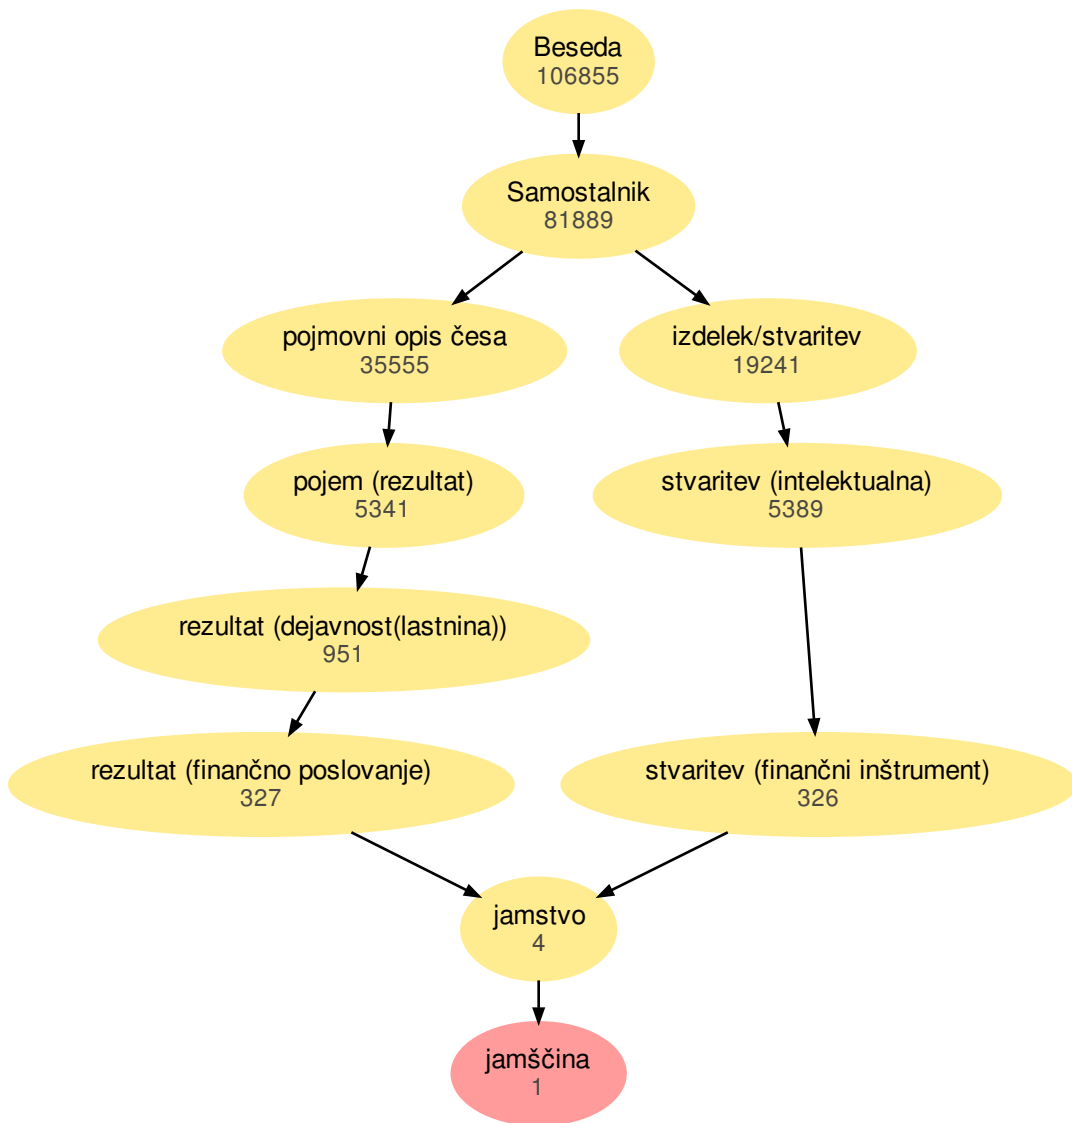 Beseda
106855
Samostalnik
81889
pojmovni opis česa
35555
izdelek/stvaritev
19241
pojem (rezultat)
5341
stvaritev (intelektualna)
5389
rezultat (dejavnost(lastnina))
951
rezultat (finančno poslovanje)
327
stvaritev (finančni inštrument)
326
jamstvo
4
jamščina
1